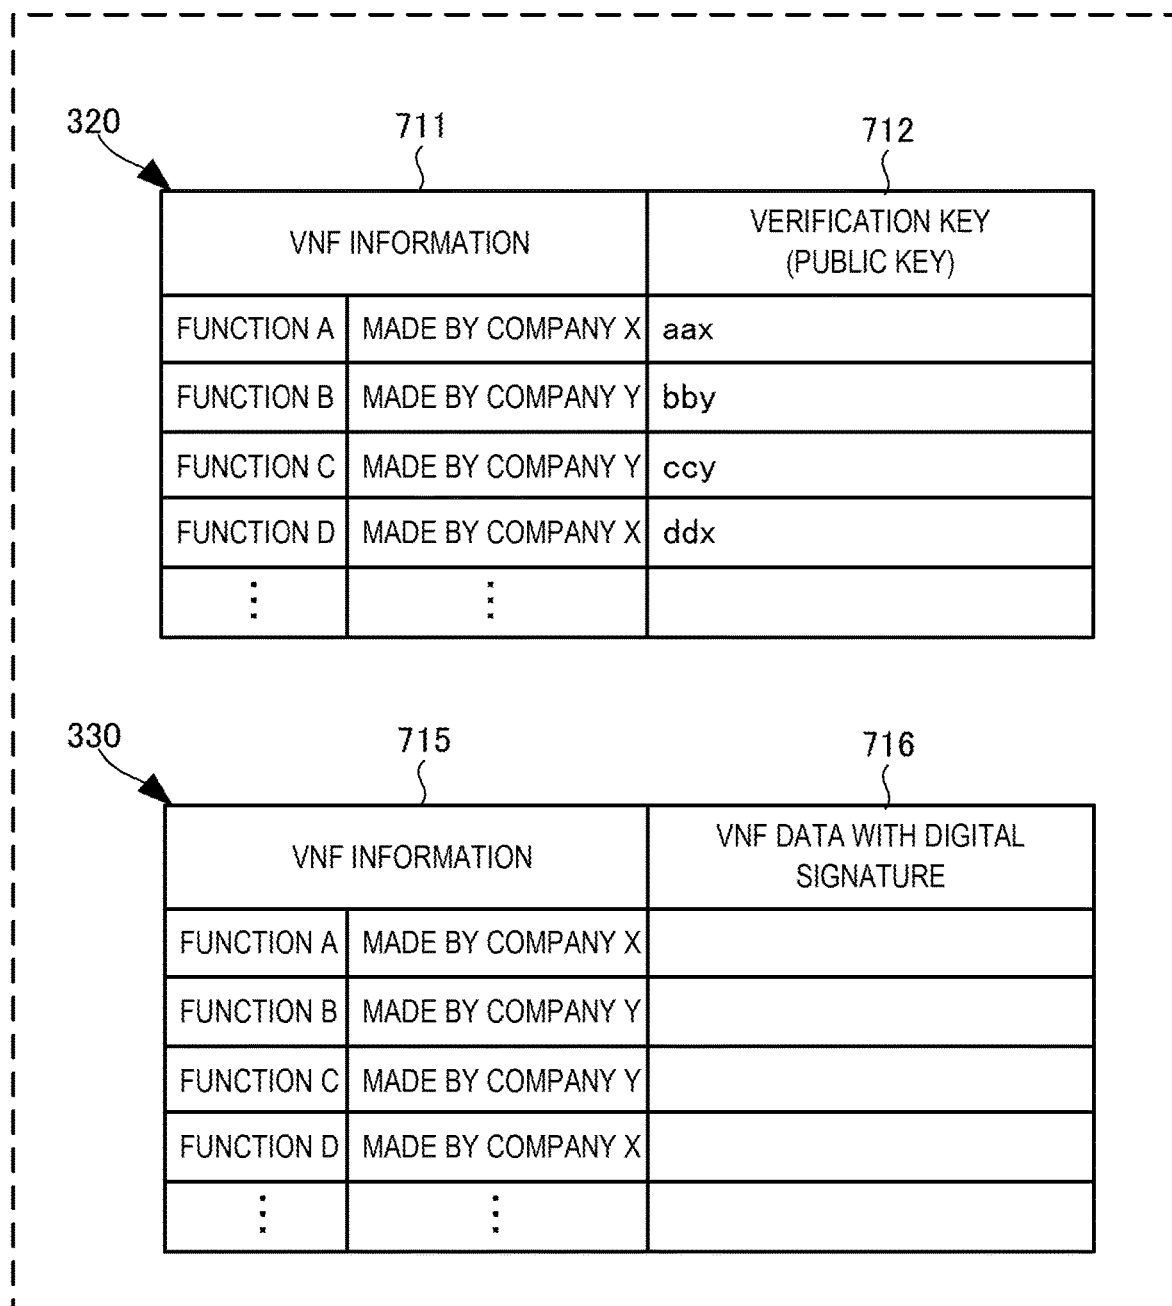 320
711
712
VNF INFORMATION
VERIFICATION KEY
(PUBLIC KEY)
FUNCTION A MADE BY COMPANY X aax
FUNCTION B MADE BY COMPANY Y bby
FUNCTION C MADE BY COMPANY Y ccy
FUNCTION D MADE BY COMPANY X ddx
330
715
716
VNF INFORMATION
VNF DATA WITH DIGITAL
SIGNATURE
FUNCTION A MADE BY COMPANY X
FUNCTION B MADE BY COMPANY Y
FUNCTION C MADE BY COMPANY Y
FUNCTION D MADE BY COMPANY X